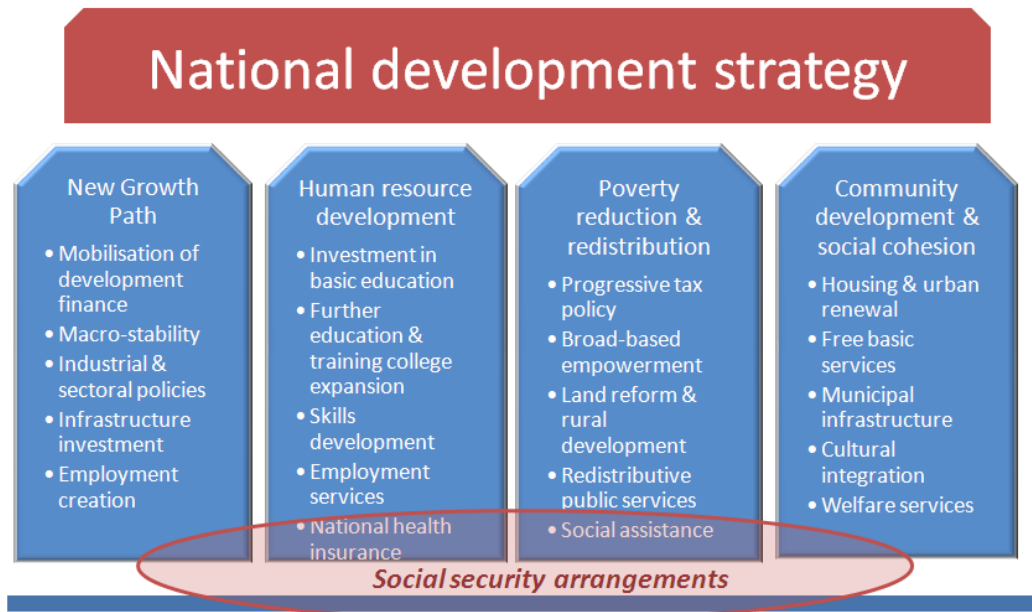 National development strategy
New Growth
Path
• Mobilisation of
development
finance
• Macro-stability
• Industrial &
sectoral policies
• Infrastructure
investment
• Employment
creation
Human resource
development
• Investment in
basic education
• Further
education &
training college
expansion
• Skills
development
• Employment
services
• National health
insurance
Poverty
reduction &
redistribution
• Progressive tax
policy
• Broad-based
empowerment
• Land reform &
rural
development
• Redistributive
public services
• Social assistance
Community
development &
social cohesion
• Housing & urban
renewal
• Free basic
services
• Municipal
infrastructure
• Cultural
integration
• Welfare services
Social security arrangements